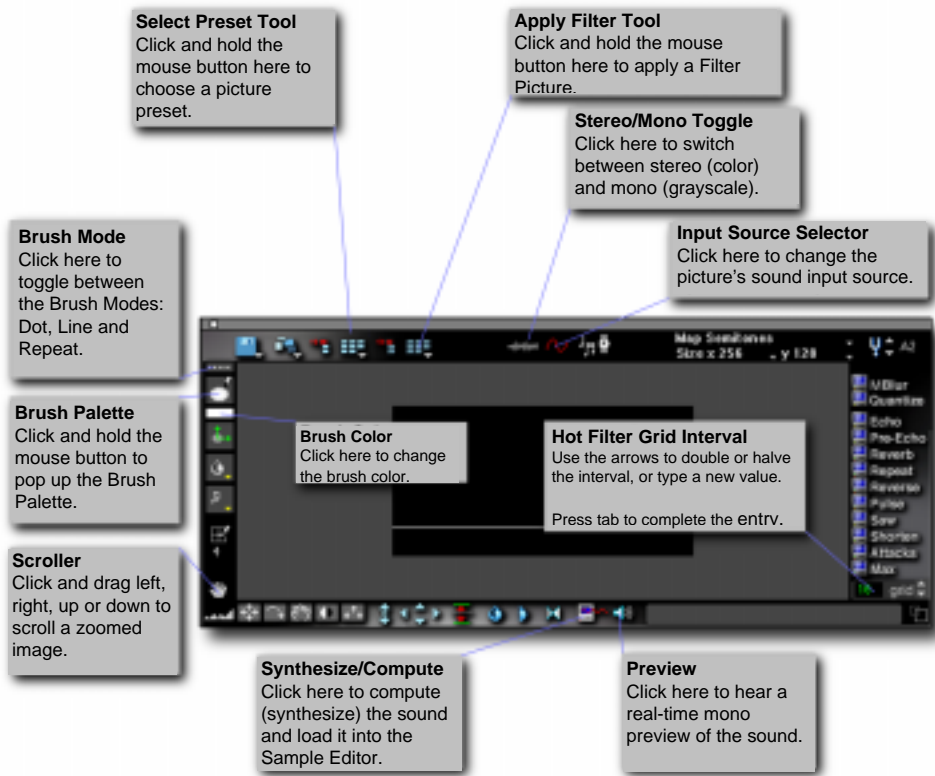 Select Preset Tool
Click and hold the
mouse button here to
choose a picture
preset.
Apply Filter Tool
Click and hold the mouse
button here to apply a Filter
Picture.
Stereo/Mono Toggle
Click here to switch
between stereo (color)
and mono (grayscale).
Input Source Selector
Click here to change the
picture's sound input source.
Brush Mode
Click here to
toggle between
the Brush Modes:
Dot, Line and
Repeat.
Brush Palette
Click and hold the
mouse button to
pop up the Brush
Palette.
Scroller
Click and drag left,
right, up or down to
scroll a zoomed
image.
Map Semitones
Size x 256 y 128
A2
Brush Color
Click here to change
the brush color.
Hot Filter Grid Interval
Use the arrows to double or halve
the interval, or type a new value.
Press tab to complete the entry.
MBlur
Quantize
Echo
Pre-Echo
Reverb
Repeat
Reverse
Pulse
Saw
Shorten
Attacks
Max
grid
Synthesize/Compute
Click here to compute
(synthesize) the sound
and load it into the
Sample Editor.
Preview
Click here to hear a
real-time mono
preview of the sound.